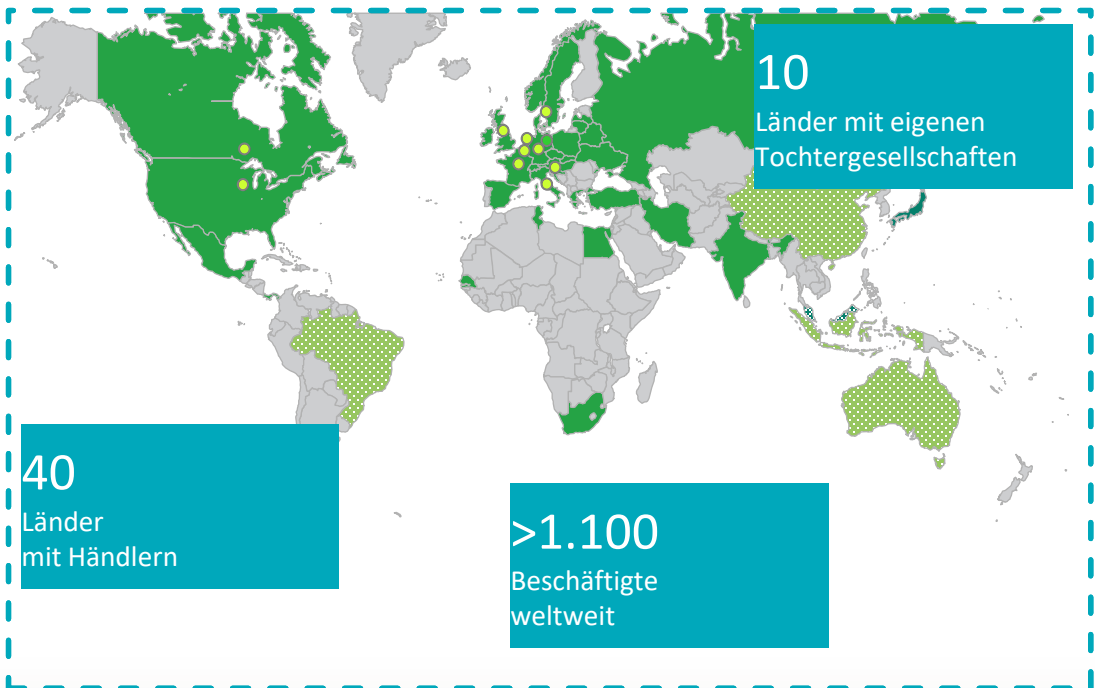 10
Länder mit eigenen
Tochtergesellschaften
40
Länder
mit Händlern
>1.100
Beschäftigte
weltweit